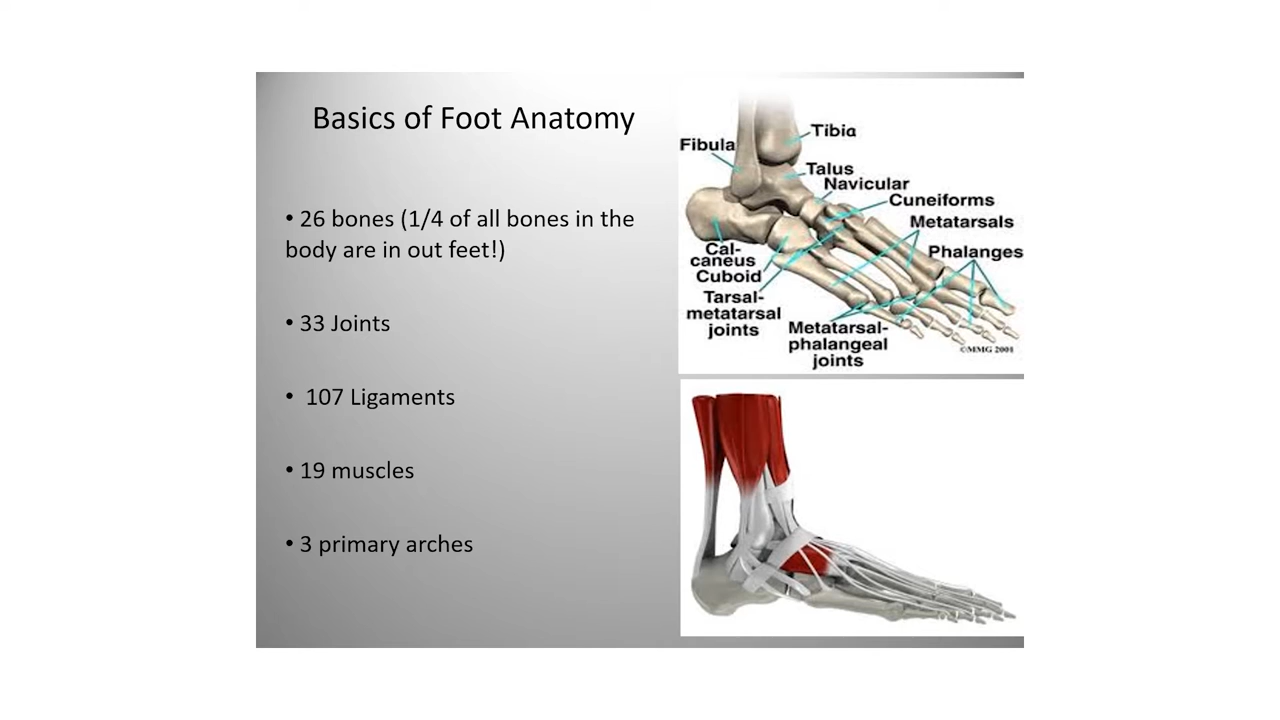 Basics of Foot Anatomy
• 26 bones (1/4 of all bones in the
body are in out feet!)
• 33 Joints
• 107 Ligaments
• 19 muscles
• 3 primary arches
Tibia
Fibula
Talus
Navicular
Cuneiforms
Metatarsals
Phalanges
Cal-
caneus
Cuboid
Tarsal-
metatarsal
joints
Metatarsal-
phalangeal
joints
©MMG 2001